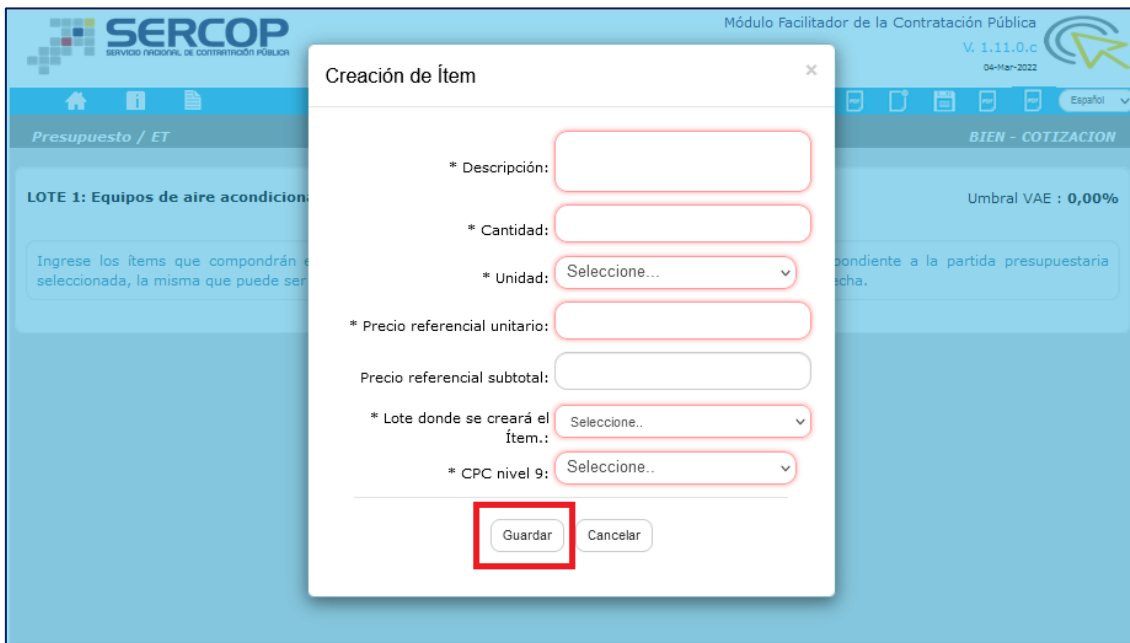 SERCOP
SERVICIO NACIONAL DE CONTRATACIÓN PÚBLICA
Módulo Facilitador de la Contratación Pública
V. 1.11.0.c
04-Mar-2022
Español
Presupuesto / ET
BIEN - COTIZACION
LOTE 1: Equipos de aire acondicion
Umbral VAE : 0,00%
Ingrese los ítems que compondrán
pondiente a la partida presupuestaria
seleccionada, la misma que puede ser
echa.
Creación de Ítem
×
* Descripción:
* Cantidad:
* Unidad: Seleccione...
* Precio referencial unitario:
Precio referencial subtotal:
* Lote donde se creará el Seleccione..
Ítem.:
* CPC nivel 9: Seleccione..
Guardar Cancelar